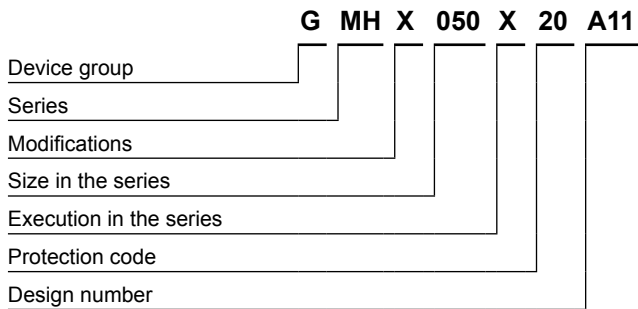 G MH X 050 X 20 A11
Device group
Series
Modifications
Size in the series
Execution in the series
Protection code
Design number